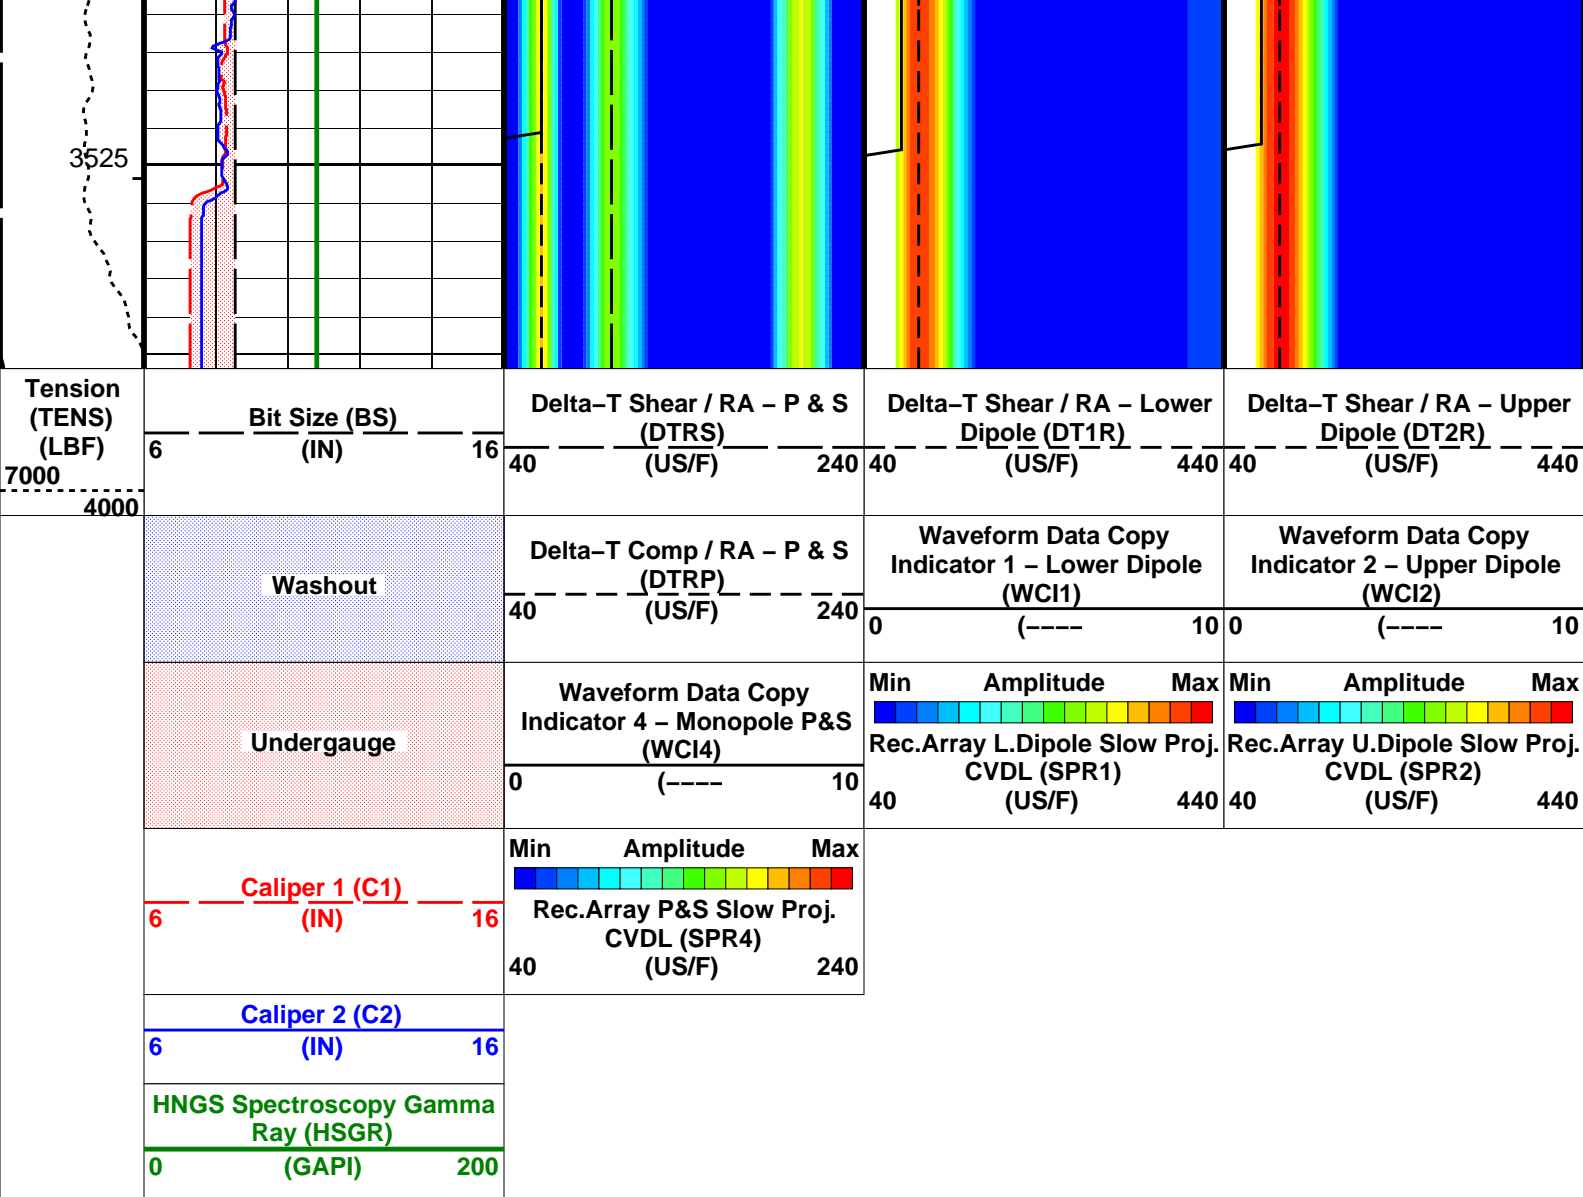 3525
Tension
(TENS)
(LBF)
7000
4000
Bit Size (BS)
6 (IN) 16
Delta–T Shear / RA – P & S
(DTRS)
40 (US/F) 240
Delta–T Shear / RA – Lower
Dipole (DT1R)
40 (US/F) 440
Delta–T Shear / RA – Upper
Dipole (DT2R)
40 (US/F) 440
Washout
Delta–T Comp / RA – P & S
(DTRP)
40 (US/F) 240
Waveform Data Copy
Indicator 1 – Lower Dipole
(WCI1)
0 (–––– 10
Waveform Data Copy
Indicator 2 – Upper Dipole
(WCI2)
0 (–––– 10
Undergauge
Waveform Data Copy
Indicator 4 – Monopole P&S
(WCI4)
0 (–––– 10
Min Amplitude Max
Rec.Array L.Dipole Slow Proj.
CVDL (SPR1)
40 (US/F) 440
Min Amplitude Max
Rec.Array U.Dipole Slow Proj.
CVDL (SPR2)
40 (US/F) 440
Caliper 1 (C1)
6 (IN) 16
Min Amplitude Max
Rec.Array P&S Slow Proj.
CVDL (SPR4)
40 (US/F) 240
Caliper 2 (C2)
6 (IN) 16
HNGS Spectroscopy Gamma
Ray (HSGR)
0 (GAPI) 200